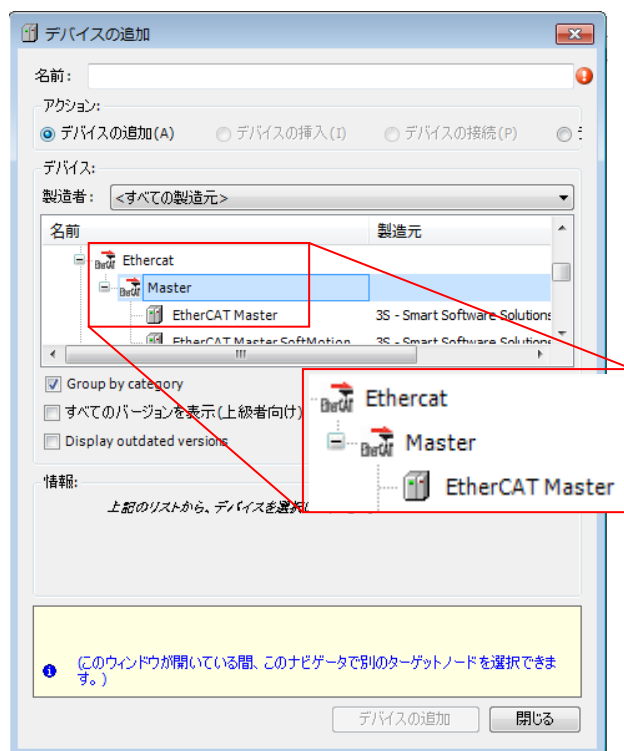 デバイスの追加
名前:
アクション:
デバイスの追加(A) デバイスの挿入(I) デバイスの接続(P)
デバイス:
製造者: <すべての製造元>
名前 製造元
Ethercat
Master
EtherCAT Master 3S - Smart Software Solutions
EtherCAT Master SoftMotion 3S - Smart Software Solutions
Group by category
すべてのバージョンを表示(上級者向け)
Display outdated versions
Ethercat
Master
EtherCAT Master
情報:
上記のリストから、デバイスを選択
(このウィンドウが開いている間、このナビゲータで別のターゲットノードを選択できま
す。)
デバイスの追加 閉じる